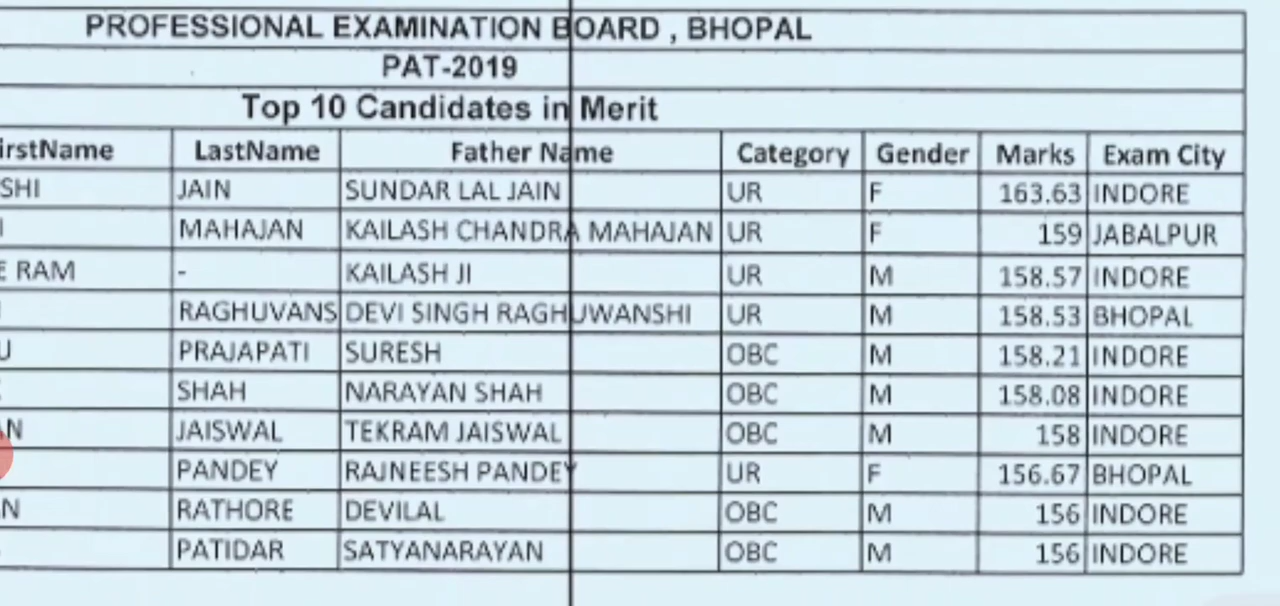 PROFESSIONAL EXAMINATION BOARD , BHOPAL
PAT-2019
Top 10 Candidates in Merit
irstName LastName Father Name Category Gender Marks Exam City
SHI JAIN SUNDAR LAL JAIN UR F 163.63 INDORE
MAHAJAN KAILASH CHANDRA MAHAJAN UR F 159 JABALPUR
E RAM - KAILASH JI UR M 158.57 INDORE
RAGHUVANS DEVI SINGH RAGHUWANSHI UR M 158.53 BHOPAL
U PRAJAPATI SURESH OBC M 158.21 INDORE
SHAH NARAYAN SHAH OBC M 158.08 INDORE
AN JAISWAL TEKRAM JAISWAL OBC M 158 INDORE
PANDEY RAJNEESH PANDEY UR F 156.67 BHOPAL
N RATHORE DEVILAL OBC M 156 INDORE
PATIDAR SATYANARAYAN OBC M 156 INDORE